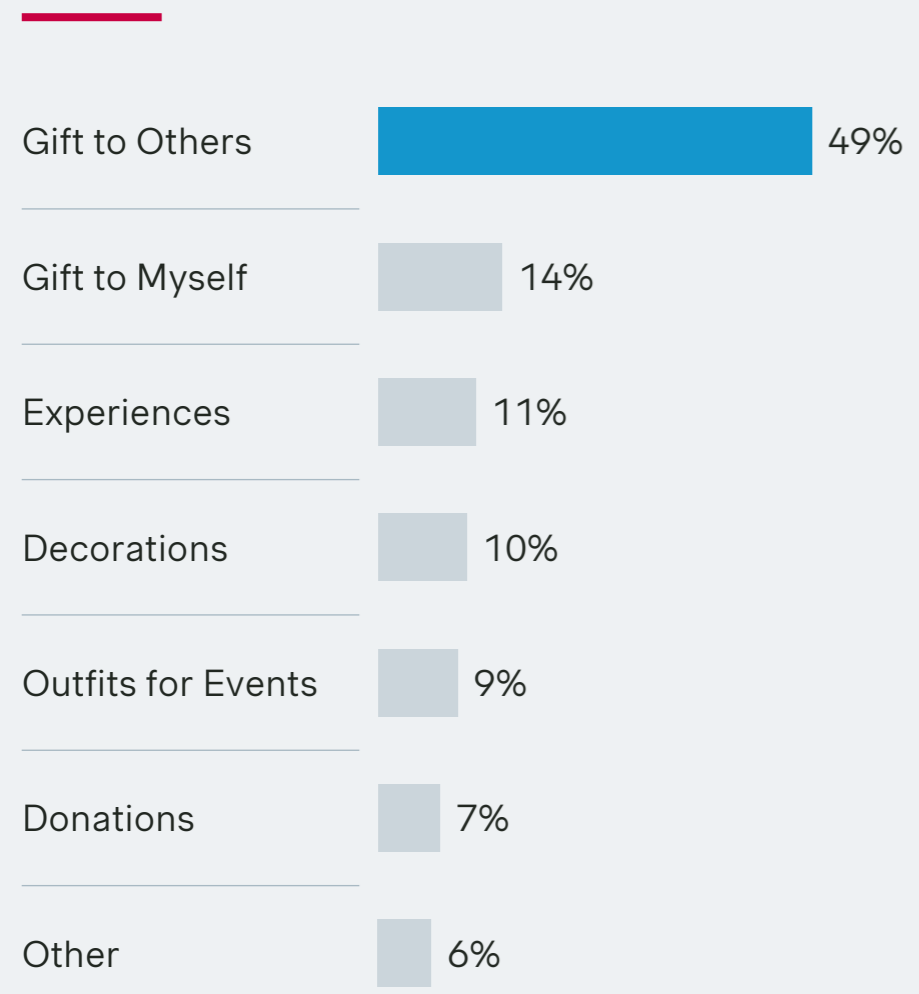 Gift to Others 49%
Gift to Myself 14%
Experiences 11%
Decorations 10%
Outfits for Events 9%
Donations 7%
Other 6%